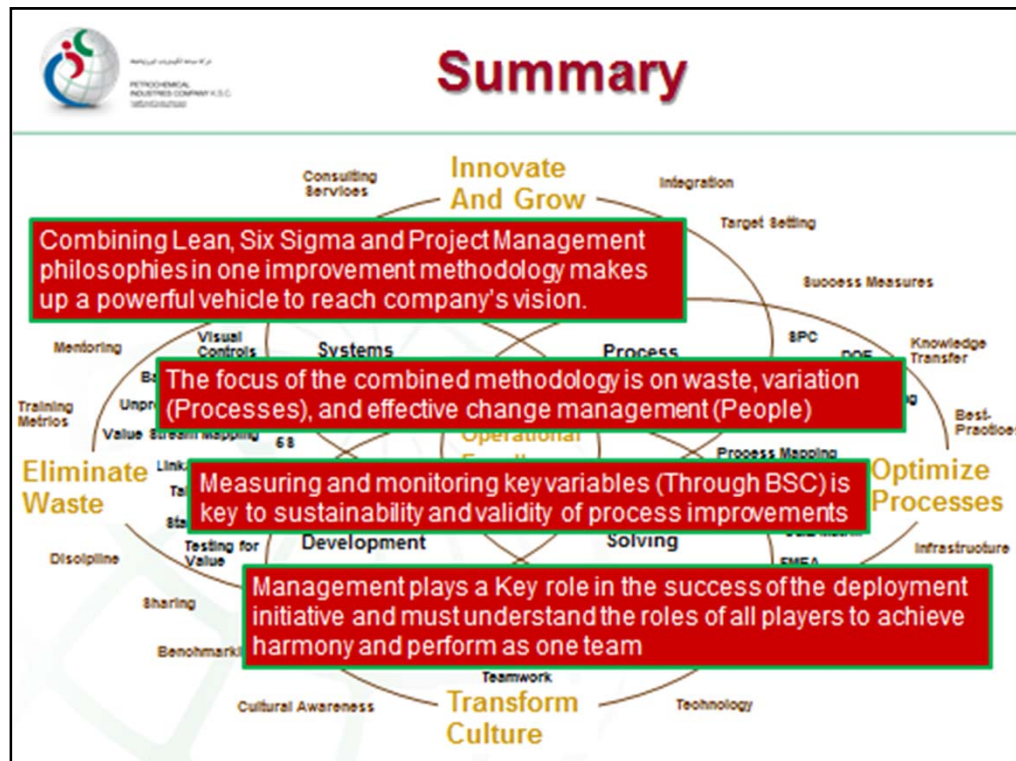 PETROCHEMICAL
INDUSTRIES COMPANY K.S.C.
Summary
Consulting
Services
Innovate
And Grow
Integration
Target Setting
Combining Lean, Six Sigma and Project Management
philosophies in one improvement methodology makes
up a powerful vehicle to reach company's vision.
Success Measures
Mentoring
Visual
Controls
Systems
Process
SPC
DOE
Knowledge
Transfer
The focus of the combined methodology is on waste, variation
(Processes), and effective change management (People)
Training
Metrics
Value Stream Mapping
5S
Operational
Process Mapping
Best-
Practices
Eliminate
Waste
Measuring and monitoring key variables (Through BSC) is
key to sustainability and validity of process improvements
Optimize
Processes
Testing for
Value
Development
Solving
FMEA
Infrastructure
Discipline
Management plays a Key role in the success of the deployment
initiative and must understand the roles of all players to achieve
harmony and perform as one team
Sharing
Teamwork
Cultural Awareness
Transform
Culture
Technology